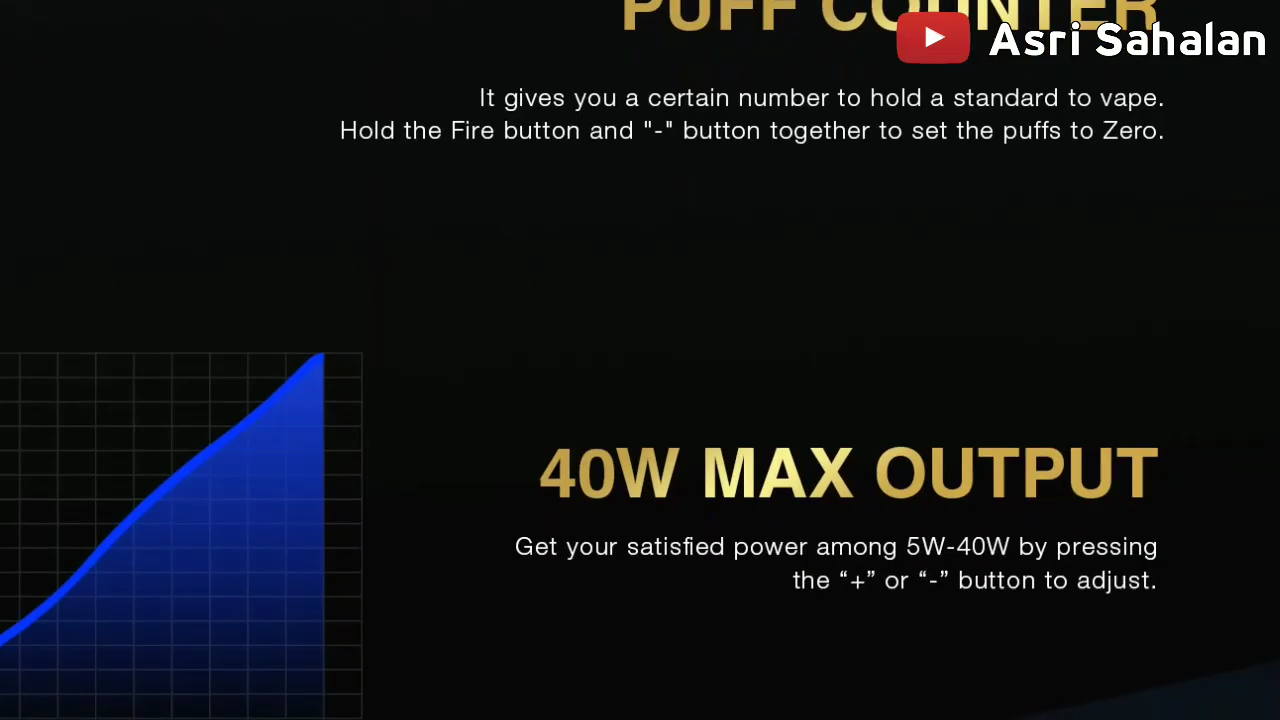 PUFF COUNTER
Asri Sahalan
It gives you a certain number to hold a standard to vape.
Hold the Fire button and "-" button together to set the puffs to Zero.
40W MAX OUTPUT
Get your satisfied power among 5W-40W by pressing
the “+” or “-” button to adjust.